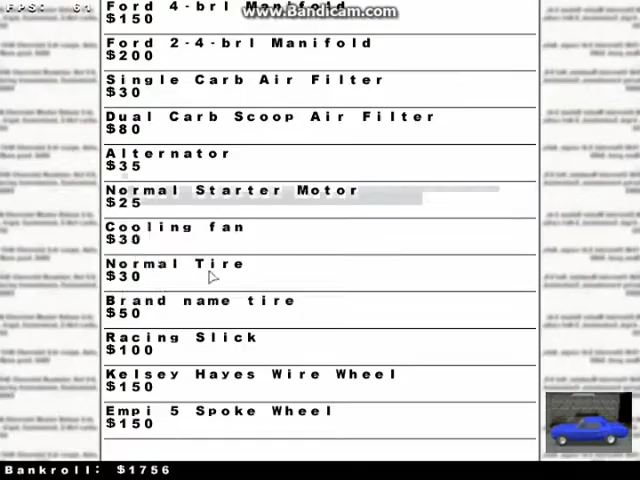 FPS: 61
www.Bandicam.com
Ford 4-brl Manifold
$150
Ford 2-4-brl Manifold
$200
Single Carb Air Filter
$30
Dual Carb Scoop Air Filter
$80
Alternator
$35
Normal Starter Motor
$25
Cooling fan
$30
Normal Tire
$30
Brand name tire
$50
Racing Slick
$100
Kelsey Hayes Wire Wheel
$150
Empi 5 Spoke Wheel
$150
Bankroll: $1756